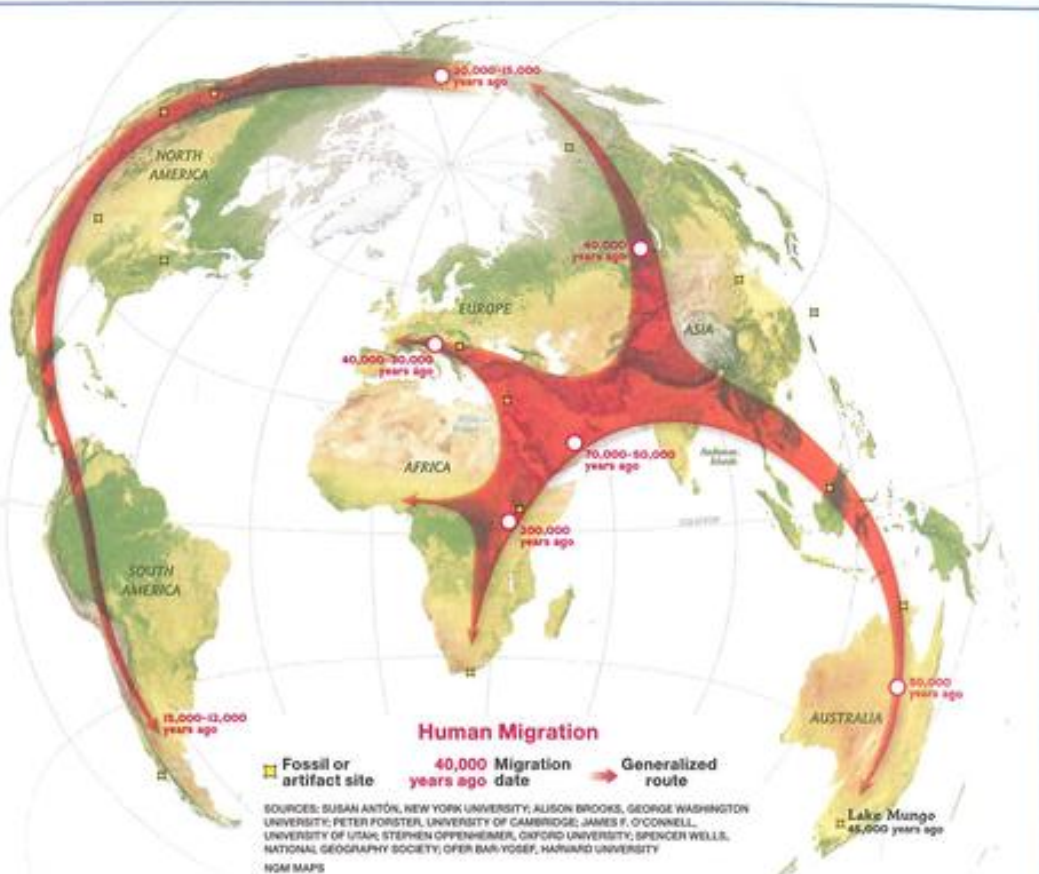 20,000-15,000
years ago
NORTH
AMERICA
40,000
years ago
EUROPE
ASIA
40,000-30,000
years ago
AFRICA
70,000-50,000
years ago
Andaman
Islands
200,000
years ago
EQUATOR
SOUTH
AMERICA
50,000
years ago
15,000-12,000
years ago
AUSTRALIA
Human Migration
Fossil or
artifact site
40,000
years ago
Migration
date
Generalized
route
Lake Mungo
45,000 years ago
SOURCES: SUSAN ANTÓN, NEW YORK UNIVERSITY; ALISON BROOKS, GEORGE WASHINGTON
UNIVERSITY; PETER FORSTER, UNIVERSITY OF CAMBRIDGE; JAMES F. O'CONNELL,
UNIVERSITY OF UTAH; STEPHEN OPPENHEIMER, OXFORD UNIVERSITY; SPENCER WELLS,
NATIONAL GEOGRAPHY SOCIETY; OFER BAR-YOSEF, HARVARD UNIVERSITY
NGM MAPS